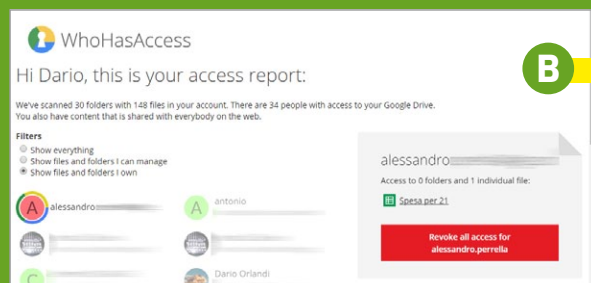 WhoHasAccess
B
Hi Dario, this is your access report:
We've scanned 30 folders with 148 files in your account. There are 34 people with access to your Google Drive.
You also have content that is shared with everybody on the web.
Filters
Show everything
Show files and folders I can manage
Show files and folders I own
A alessandro
A antonio
Dario Orlandi
C
alessandro
Access to 0 folders and 1 individual file:
Spesa per 21
Revoke all access for
alessandro.perrella